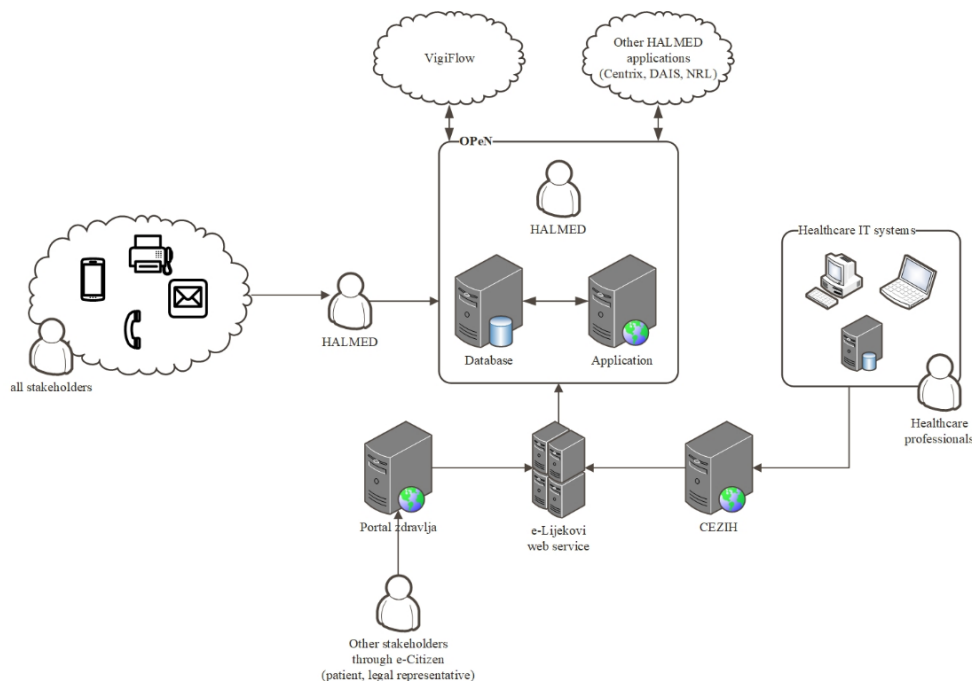 VigiFlow
Other HALMED
applications
(Centrix, DAIS, NRL)
OPeN
HALMED
Healthcare IT systems
HALMED
Database
Application
all stakeholders
Healthcare
professionals
Portal zdravlja
e-Lijekovi
web service
CEZIH
Other stakeholders
through e-Citizen
(patient, legal representative)